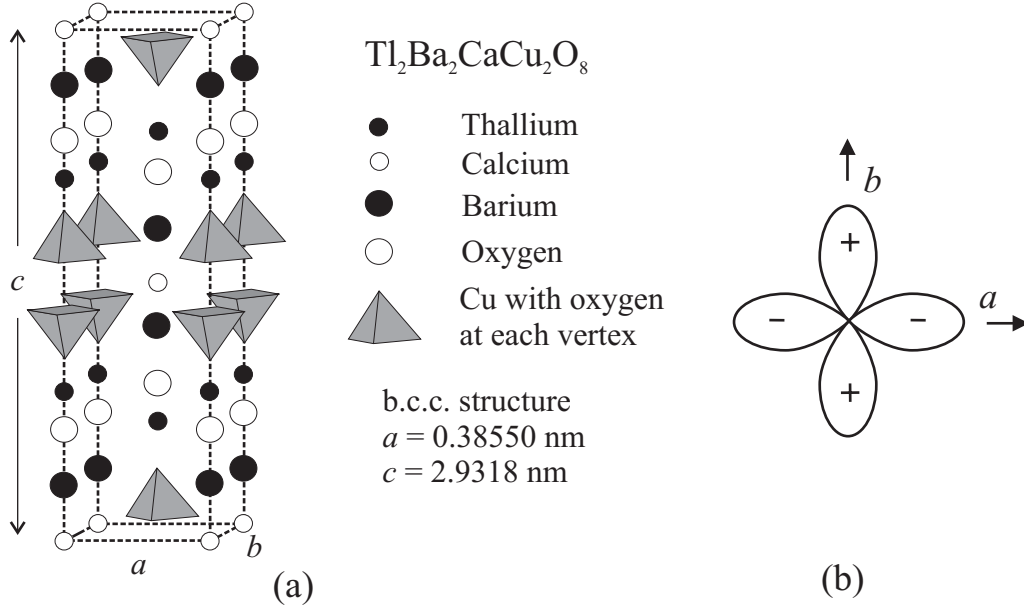 c
a
b
(a)
Tl₂Ba₂CaCu₂O₈
Thallium
Calcium
Barium
Oxygen
Cu with oxygen
at each vertex
b.c.c. structure
a = 0.38550 nm
c = 2.9318 nm
b
a
+
- -
+
(b)